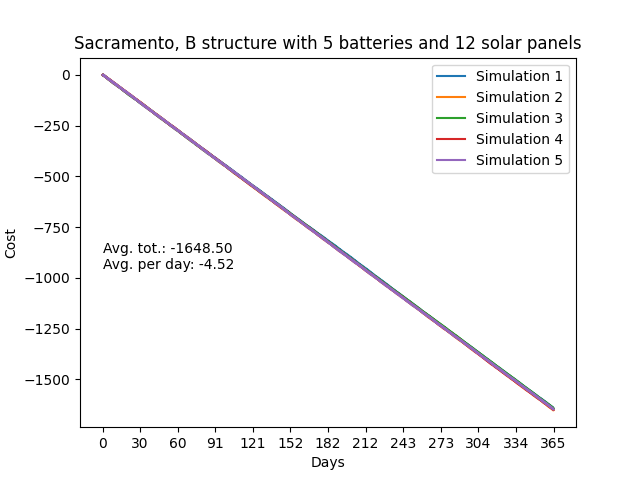 Sacramento, B structure with 5 batteries and 12 solar panels
0
−250
−500
−750
−1000
−1250
−1500
Cost
Simulation 1
Simulation 2
Simulation 3
Simulation 4
Simulation 5
Avg. tot.: -1648.50
Avg. per day: -4.52
0 30 60 91 121 152 182 212 243 273 304 334 365
Days